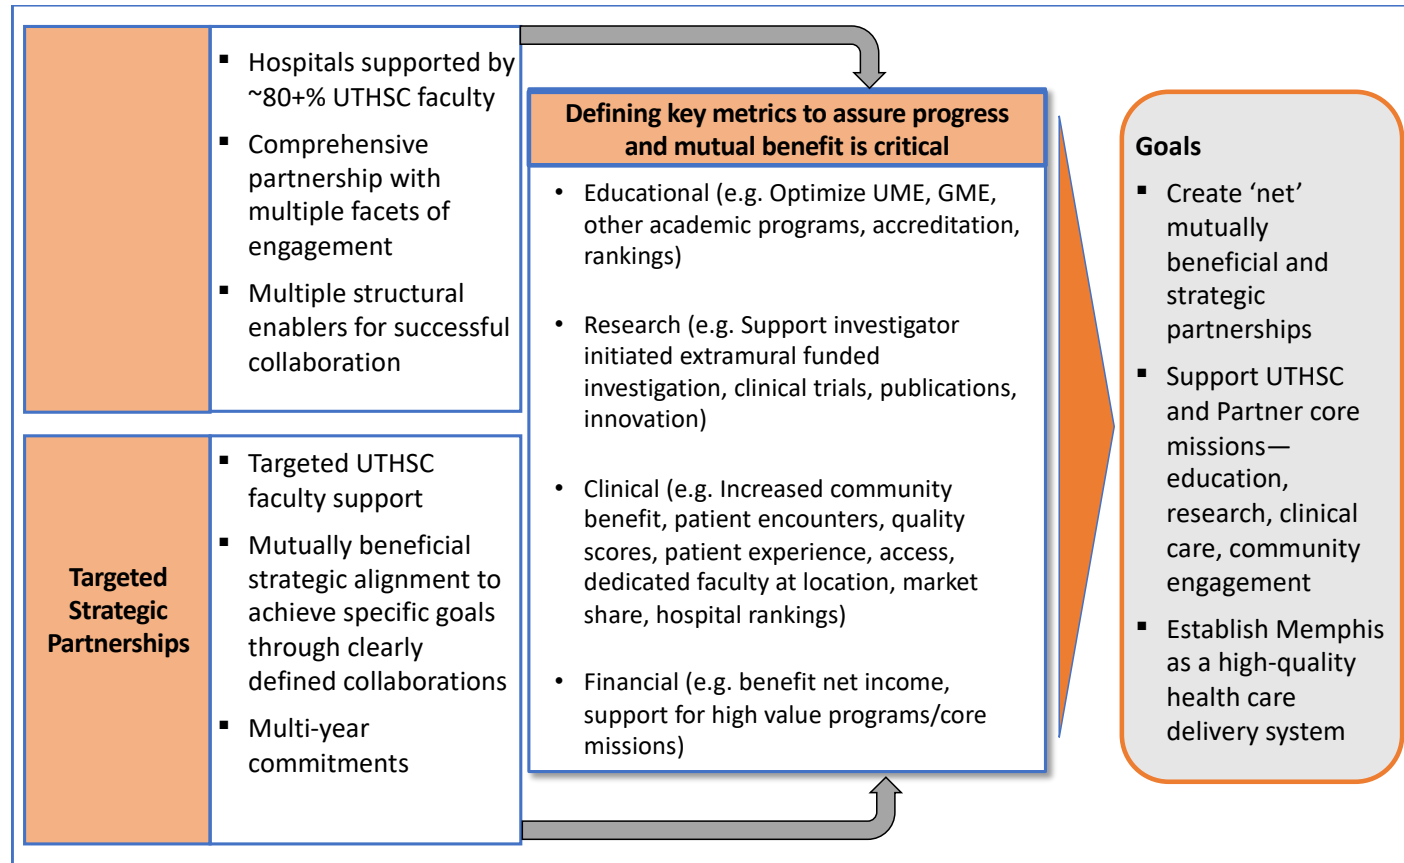 ▪ Hospitals supported by
~80+% UTHSC faculty
▪ Comprehensive
partnership with
multiple facets of
engagement
▪ Multiple structural
enablers for successful
collaboration
Targeted
Strategic
Partnerships
▪ Targeted UTHSC
faculty support
▪ Mutually beneficial
strategic alignment to
achieve specific goals
through clearly
defined collaborations
▪ Multi-year
commitments
Defining key metrics to assure progress
and mutual benefit is critical
• Educational (e.g. Optimize UME, GME,
other academic programs, accreditation,
rankings)
• Research (e.g. Support investigator
initiated extramural funded
investigation, clinical trials, publications,
innovation)
• Clinical (e.g. Increased community
benefit, patient encounters, quality
scores, patient experience, access,
dedicated faculty at location, market
share, hospital rankings)
• Financial (e.g. benefit net income,
support for high value programs/core
missions)
Goals
▪ Create ‘net’
mutually
beneficial and
strategic
partnerships
▪ Support UTHSC
and Partner core
missions—
education,
research, clinical
care, community
engagement
▪ Establish Memphis
as a high-quality
health care
delivery system